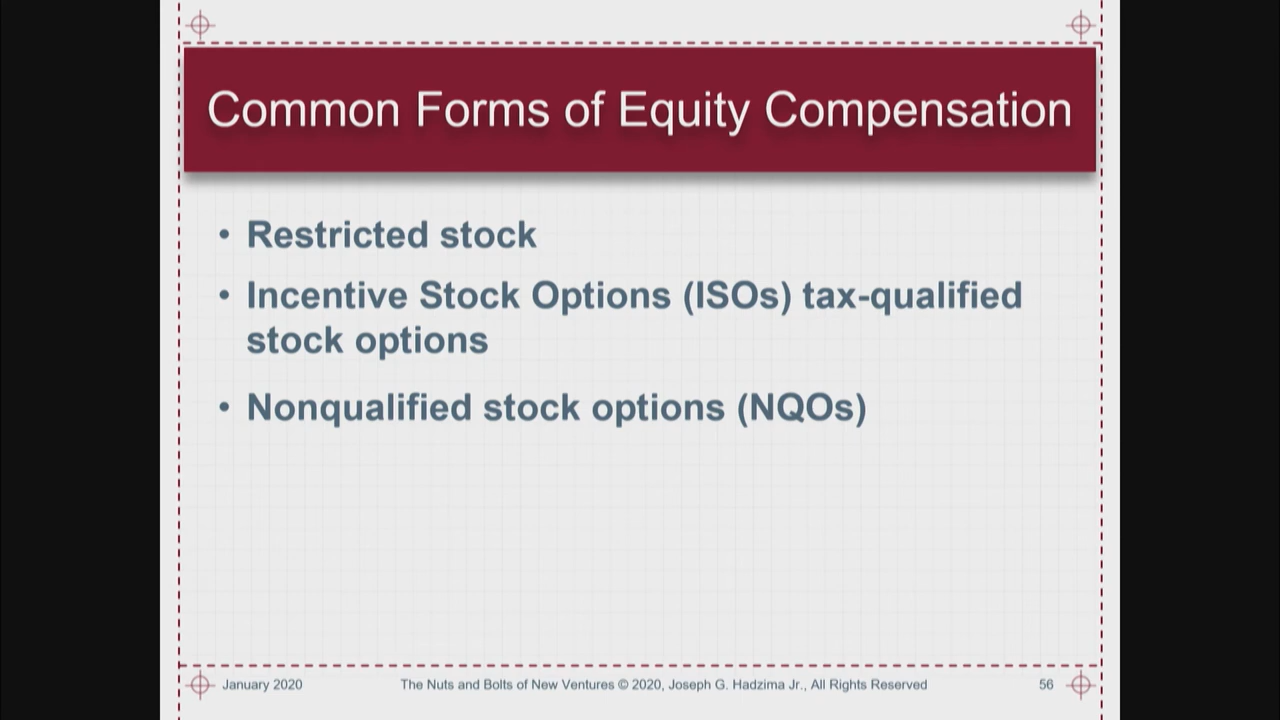 Common Forms of Equity Compensation
• Restricted stock
• Incentive Stock Options (ISOs) tax-qualified
stock options
• Nonqualified stock options (NQOs)
January 2020
The Nuts and Bolts of New Ventures © 2020, Joseph G. Hadzima Jr., All Rights Reserved
56